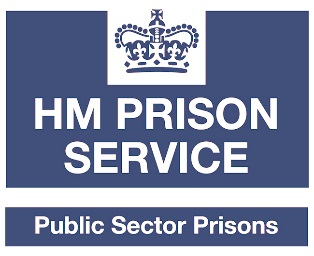 HM PRISON
SERVICE
Public Sector Prisons